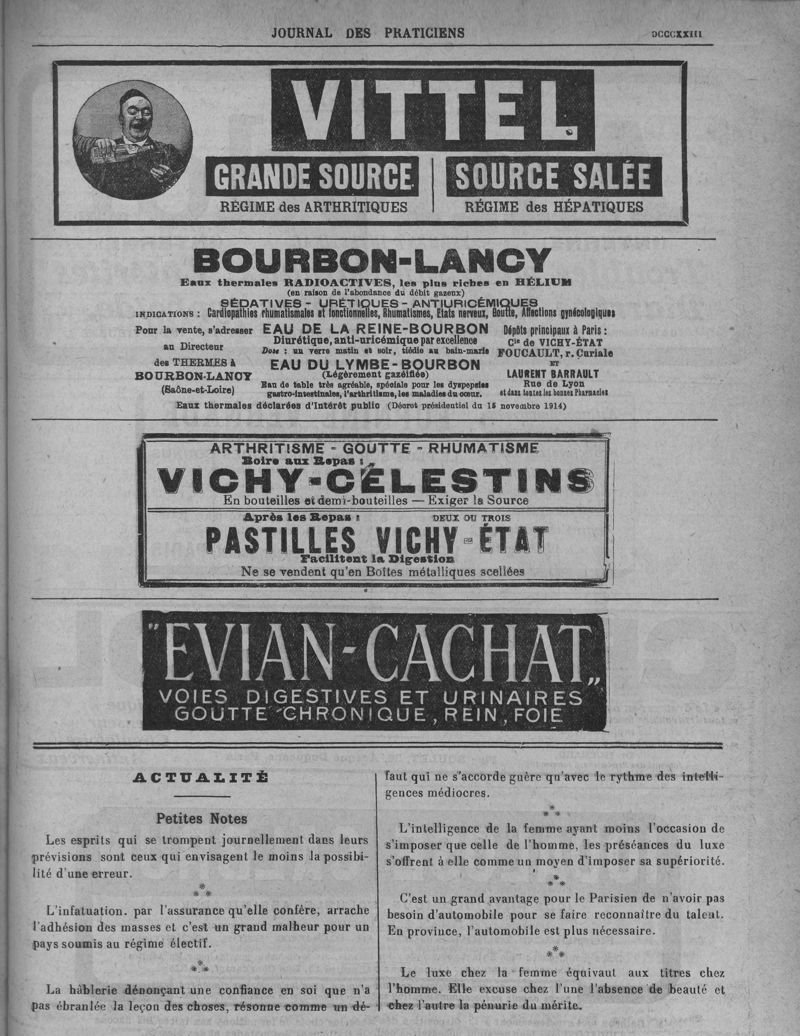 JOURNAL DES PRATICIENS
DCCCXXIII
VITTEL
GRANDE SOURCE
RÉGIME des ARTHRITIQUES
SOURCE SALÉE
RÉGIME des HÉPATIQUES
BOURBON-LANCY
Eaux thermales RADIOACTIVES, les plus riches en HÉLIUM
(en raison de l'abondance du débit gazeux)
SÉDATIVES - URÉTIQUES - ANTIURICÉMIQUES
INDICATIONS : Cardiopathies rhumatismales et fonctionnelles, Rhumatismes, Etats nerveux, Goutte, Affections gynécologiques
Pour la vente, s'adresser
au Directeur
des THERMES à
BOURBON-LANCY
(Saône-et-Loire)
EAU DE LA REINE-BOURBON
Diurétique, anti-uricémique par excellence
Dose : un verre matin et soir, tiédie au bain-marie
EAU DU LYMBE-BOURBON
(Légèrement gazéifiée)
Eau de table très agréable, spéciale pour les dyspepsies
gastro-intestinales, l'arthritisme, les maladies du cœur.
Dépôts principaux à Paris :
Cie de VICHY-ÉTAT
FOUCAULT, r. Curiale
ET
LAURENT BARRAULT
Rue de Lyon
et dans toutes les bonnes Pharmacies
Eaux thermales déclarées d'Intérêt public (Décret présidentiel du 15 novembre 1914)
ARTHRITISME - GOUTTE - RHUMATISME
Boire aux Repas :
VICHY-CÉLESTINS
En bouteilles et demi-bouteilles — Exiger la Source
Après les Repas : DEUX OU TROIS
PASTILLES VICHY-ÉTAT
Facilitent la Digestion
Ne se vendent qu'en Boîtes métalliques scellées
"EVIAN-CACHAT„
VOIES DIGESTIVES ET URINAIRES
GOUTTE CHRONIQUE, REIN, FOIE
ACTUALITÉ
Petites Notes
Les esprits qui se trompent journellement dans leurs
prévisions sont ceux qui envisagent le moins la possibi-
lité d'une erreur.
* * *
L'infatuation. par l'assurance qu'elle confère, arrache
l'adhésion des masses et c'est un grand malheur pour un
pays soumis au régime électif.
* * *
La hâblerie dénonçant une confiance en soi que n'a
pas ébranlée la leçon des choses, résonne comme un dé-
faut qui ne s'accorde guère qu'avec le rythme des intelli-
gences médiocres.
* * *
L'intelligence de la femme ayant moins l'occasion de
s'imposer que celle de l'homme, les préséances du luxe
s'offrent à elle comme un moyen d'imposer sa supériorité.
* * *
C'est un grand avantage pour le Parisien de n'avoir pas
besoin d'automobile pour se faire reconnaître du talent.
En province, l'automobile est plus nécessaire.
* * *
Le luxe chez la femme équivaut aux titres chez
l'homme. Elle excuse chez l'une l'absence de beauté et
chez l'autre la pénurie du mérite.